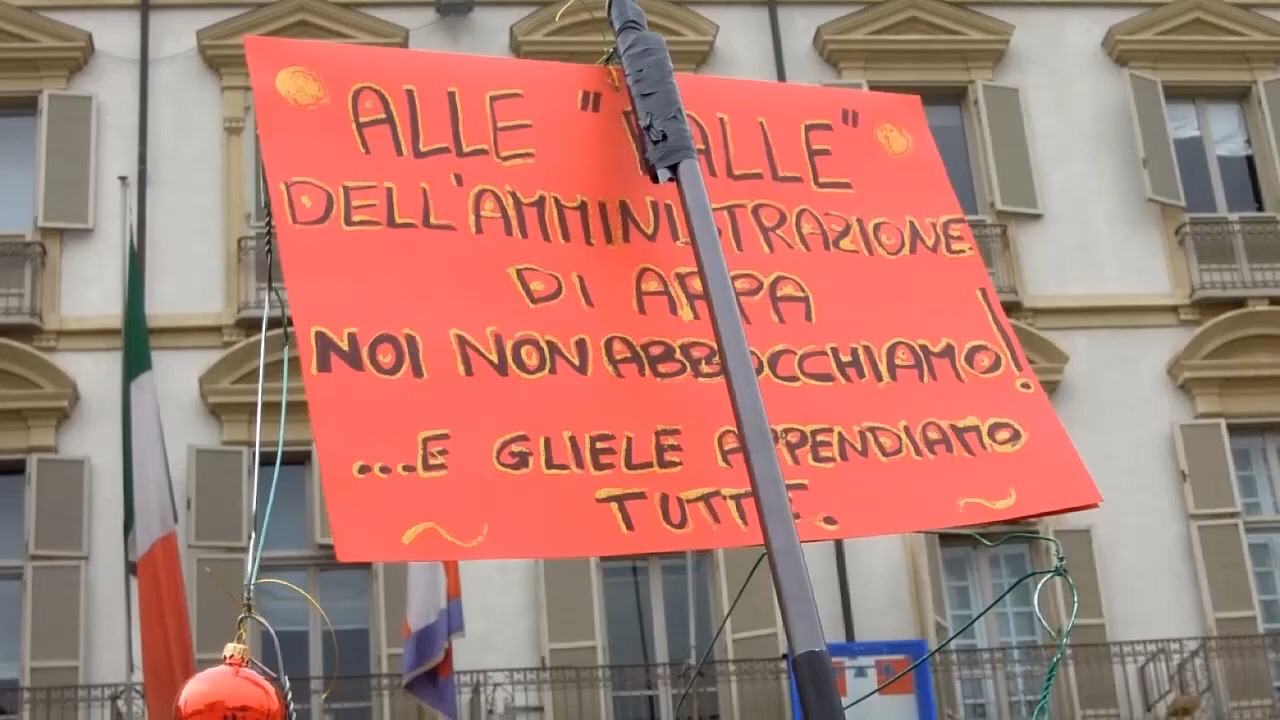 ALLE "PALLE"
DELL'AMMINISTRAZIONE
DI ARPA
NOI NON ABBOCCHIAMO!
...E GLIELE APPENDIAMO
TUTTE.